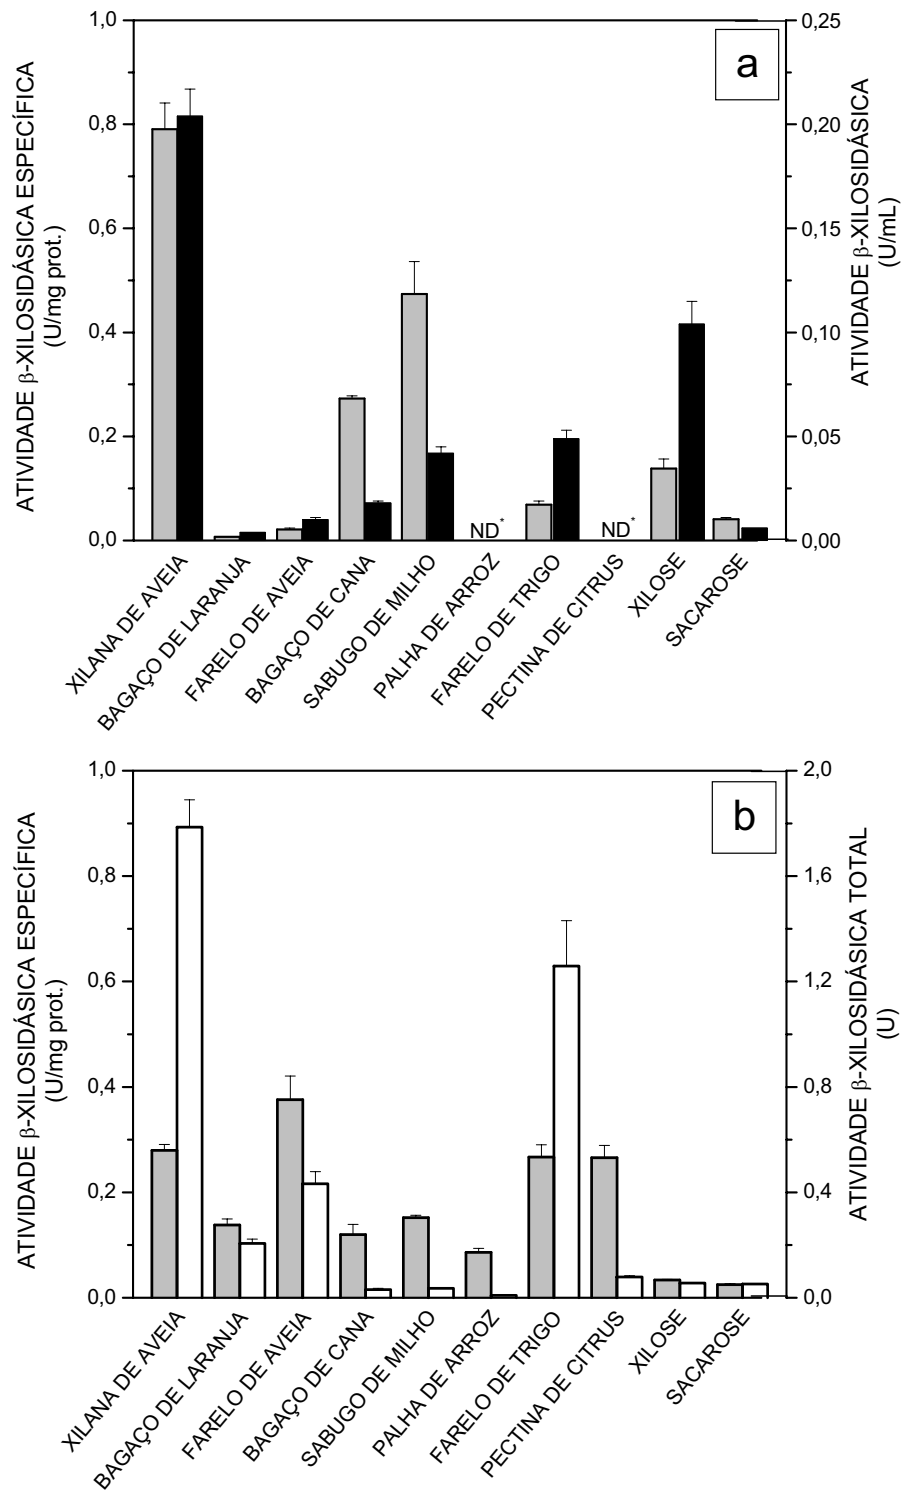 a
ATIVIDADE β-XILOSIDÁSICA ESPECÍFICA
(U/mg prot.)
1,0
0,8
0,6
0,4
0,2
0,0
0,25
0,20
0,15
0,10
0,05
0,00
ATIVIDADE β-XILOSIDÁSICA
(U/mL)
ND*
ND*
XILANA DE AVEIA
BAGAÇO DE LARANJA
FARELO DE AVEIA
BAGAÇO DE CANA
SABUGO DE MILHO
PALHA DE ARROZ
FARELO DE TRIGO
PECTINA DE CITRUS
XILOSE
SACAROSE
b
ATIVIDADE β-XILOSIDÁSICA ESPECÍFICA
(U/mg prot.)
1,0
0,8
0,6
0,4
0,2
0,0
2,0
1,6
1,2
0,8
0,4
0,0
ATIVIDADE β-XILOSIDÁSICA TOTAL
(U)
XILANA DE AVEIA
BAGAÇO DE LARANJA
FARELO DE AVEIA
BAGAÇO DE CANA
SABUGO DE MILHO
PALHA DE ARROZ
FARELO DE TRIGO
PECTINA DE CITRUS
XILOSE
SACAROSE